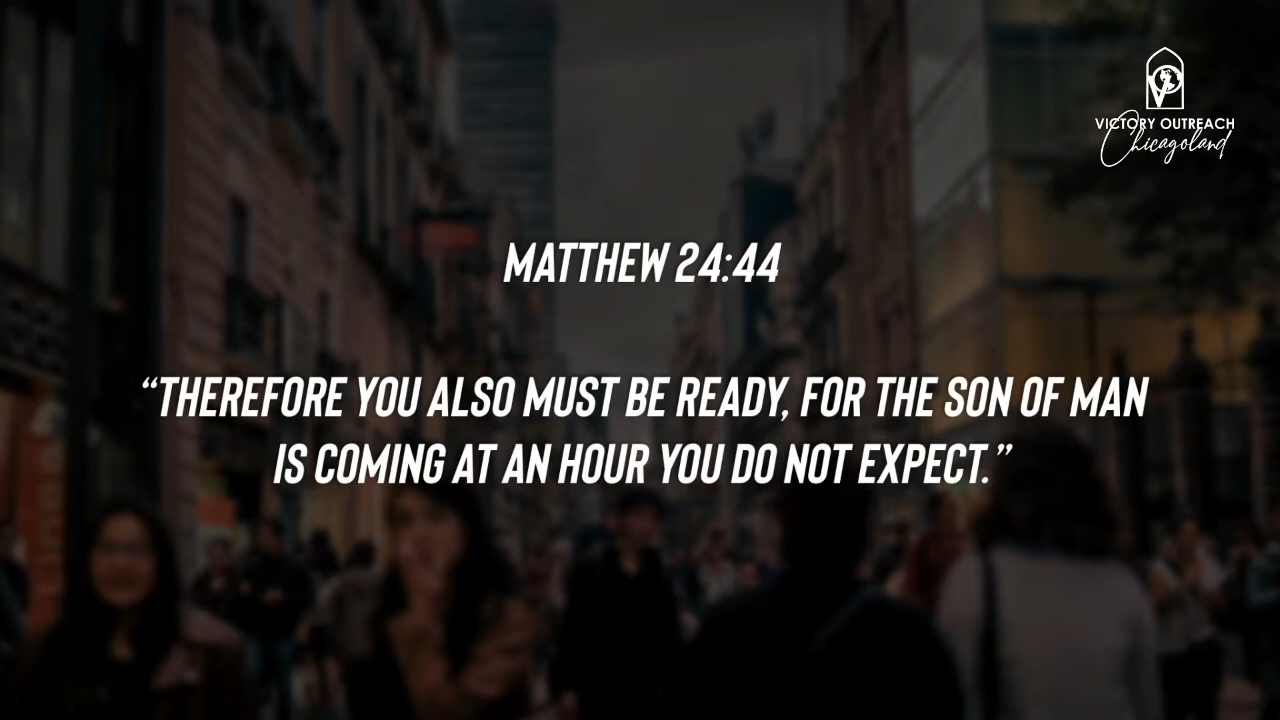 VICTORY OUTREACH
Chicagoland
MATTHEW 24:44
“THEREFORE YOU ALSO MUST BE READY, FOR THE SON OF MAN
IS COMING AT AN HOUR YOU DO NOT EXPECT.”